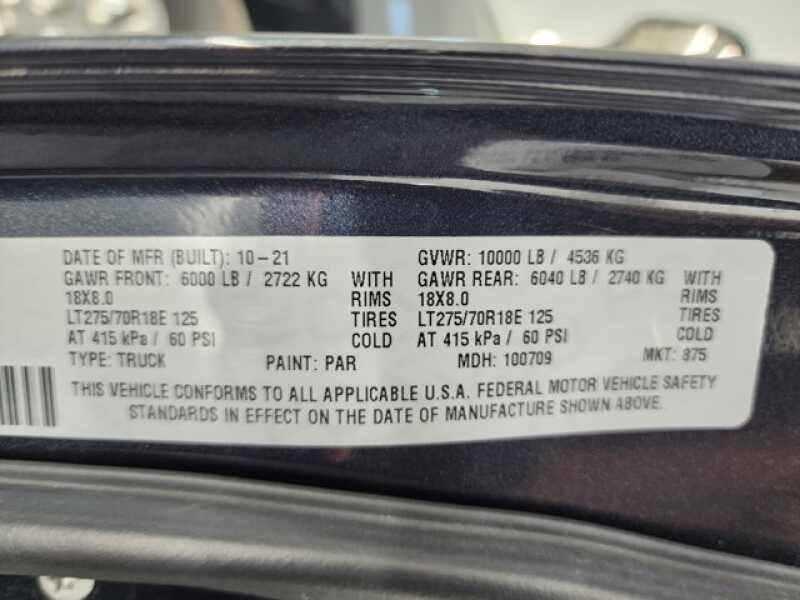 DATE OF MFR (BUILT): 10-21 GVWR: 10000 LB / 4536 KG
GAWR FRONT: 6000 LB / 2722 KG WITH GAWR REAR: 6040 LB / 2740 KG WITH
18X8.0 RIMS 18X8.0 RIMS
LT275/70R18E 125 TIRES LT275/70R18E 125 TIRES
AT 415 kPa / 60 PSI COLD AT 415 kPa / 60 PSI COLD
TYPE: TRUCK PAINT: PAR MDH: 100709 MKT: 875
THIS VEHICLE CONFORMS TO ALL APPLICABLE U.S.A. FEDERAL MOTOR VEHICLE SAFETY
STANDARDS IN EFFECT ON THE DATE OF MANUFACTURE SHOWN ABOVE.